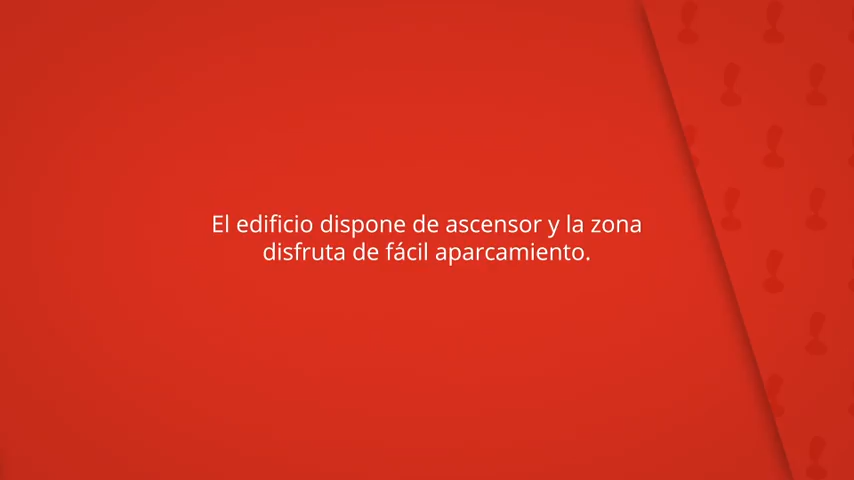 El edificio dispone de ascensor y la zona
disfruta de fácil aparcamiento.